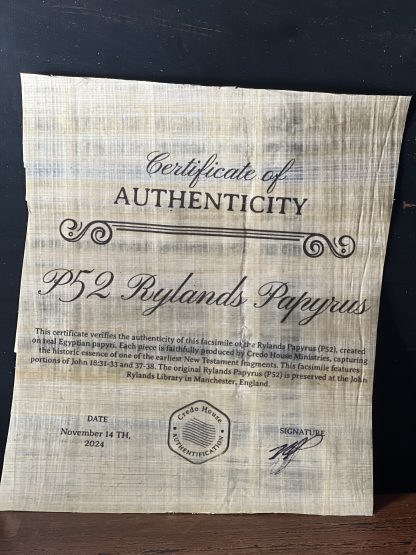 Certificate of
AUTHENTICITY
P52 Rylands Papyrus
This certificate verifies the authenticity of this facsimile of the Rylands Papyrus (P52), created
on real Egyptian papyri. Each piece is faithfully produced by Credo House Ministries, capturing
the historic essence of one of the earliest New Testament fragments. This facsimile features
portions of John 18:31-33 and 37-38. The original Rylands Papyrus (P52) is preserved at the John
Rylands Library in Manchester, England.
DATE
November 14 TH,
2024
Credo House
AUTHENTIFICATION
SIGNATURE